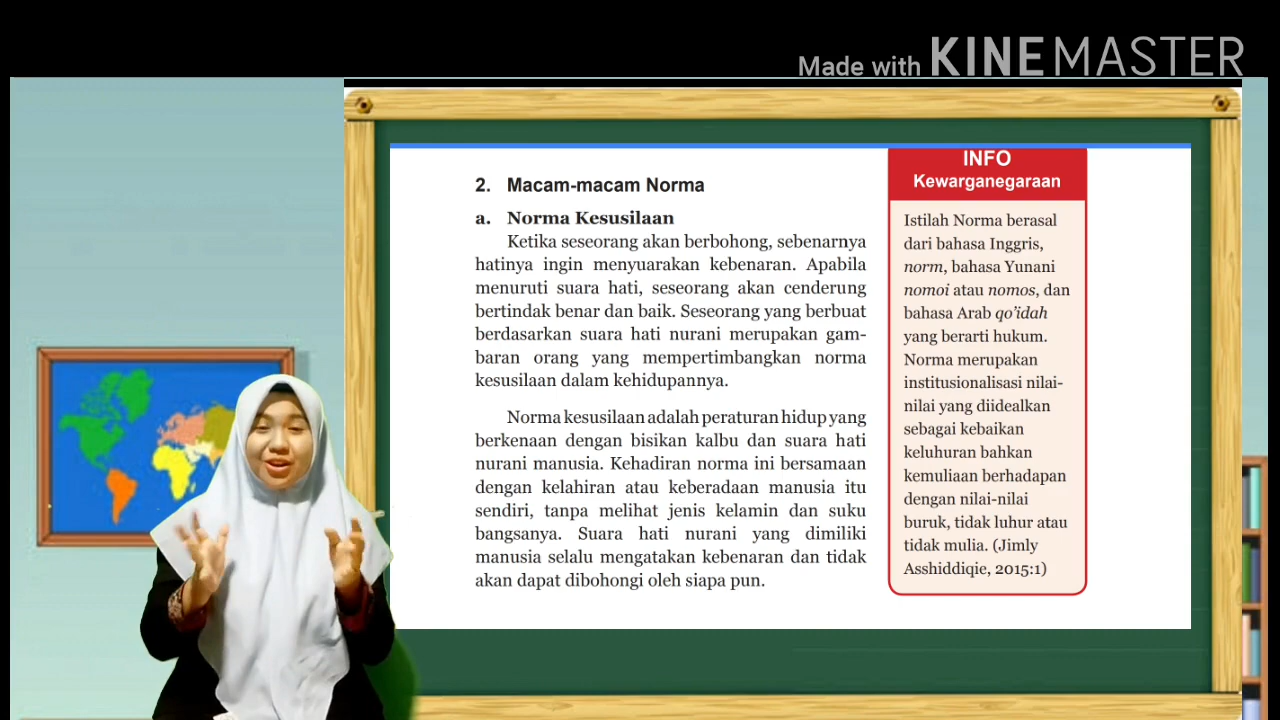 Made with KINEMASTER
2. Macam-macam Norma
a. Norma Kesusilaan
Ketika seseorang akan berbohong, sebenarnya
hatinya ingin menyuarakan kebenaran. Apabila
menuruti suara hati, seseorang akan cenderung
bertindak benar dan baik. Seseorang yang berbuat
berdasarkan suara hati nurani merupakan gam-
baran orang yang mempertimbangkan norma
kesusilaan dalam kehidupannya.
Norma kesusilaan adalah peraturan hidup yang
berkenaan dengan bisikan kalbu dan suara hati
nurani manusia. Kehadiran norma ini bersamaan
dengan kelahiran atau keberadaan manusia itu
sendiri, tanpa melihat jenis kelamin dan suku
bangsanya. Suara hati nurani yang dimiliki
manusia selalu mengatakan kebenaran dan tidak
akan dapat dibohongi oleh siapa pun.
INFO
Kewarganegaraan
Istilah Norma berasal
dari bahasa Inggris,
norm, bahasa Yunani
nomoi atau nomos, dan
bahasa Arab qo’idah
yang berarti hukum.
Norma merupakan
institusionalisasi nilai-
nilai yang diidealkan
sebagai kebaikan
keluhuran bahkan
kemuliaan berhadapan
dengan nilai-nilai
buruk, tidak luhur atau
tidak mulia. (Jimly
Asshiddiqie, 2015:1)